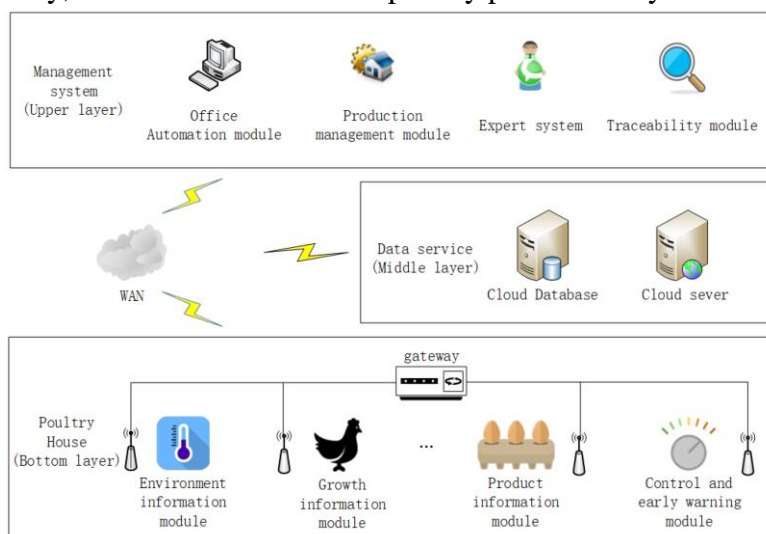 Management
system
(Upper layer)
Office
Automation module
Production
management module
Expert system
Traceability module
WAN
Data service
(Middle layer)
Cloud Database
Cloud sever
gateway
Poultry
House
(Bottom layer)
Environment
information
module
Growth
information
module
...
Product
information
module
Control and
early warning
module